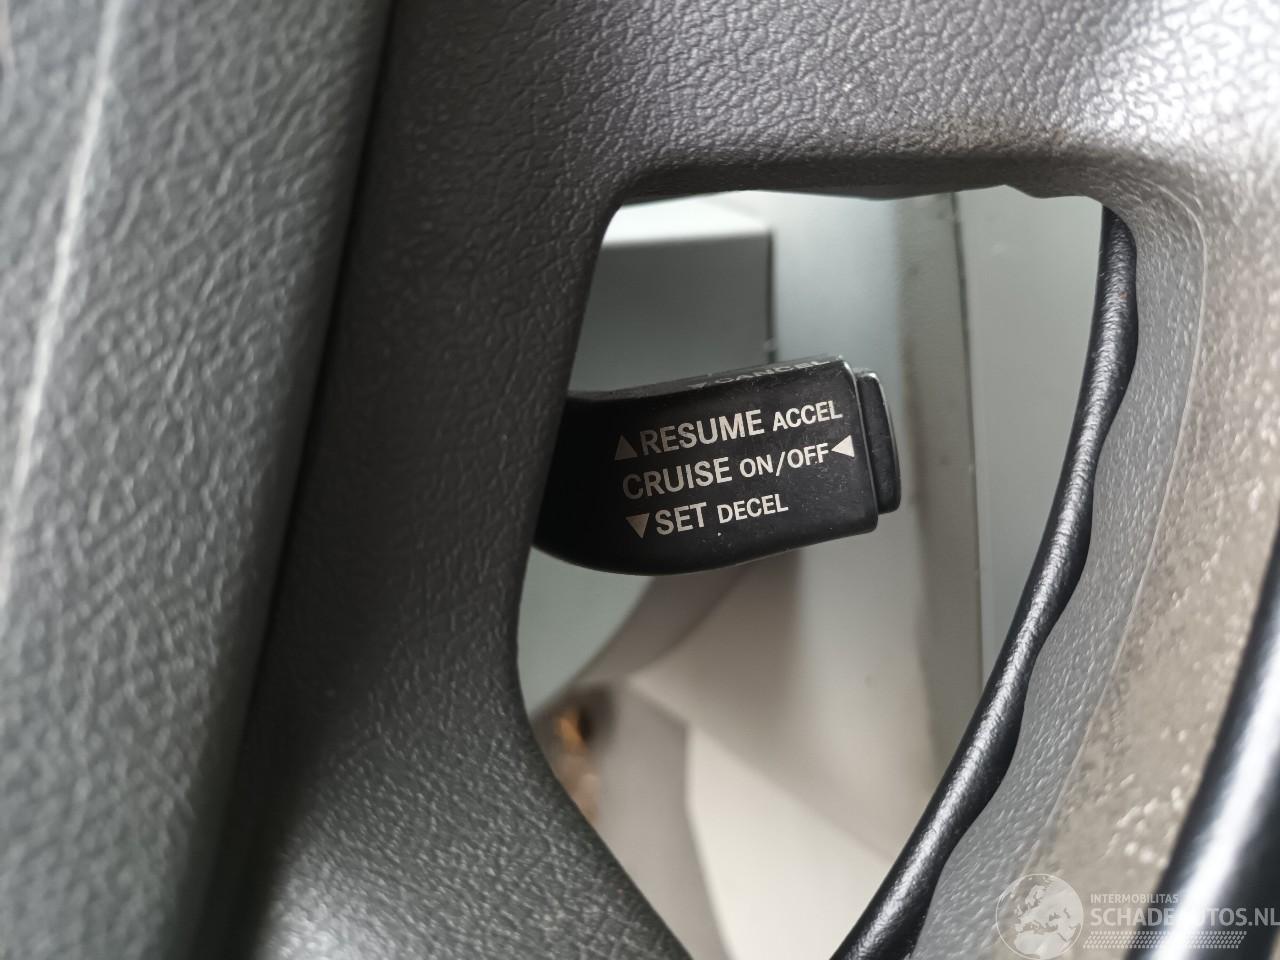 CANCEL
▲RESUME ACCEL
CRUISE ON/OFF◀
▼SET DECEL
INTERMOBILITAS
SCHADEAUTOS.NL